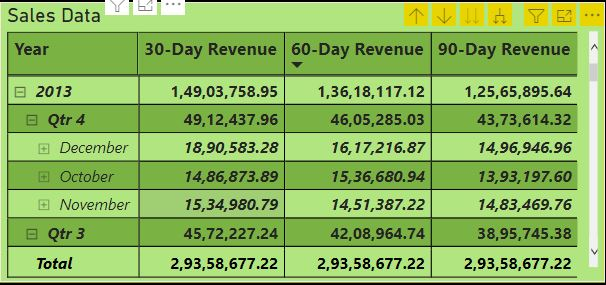 Sales Data
Year 30-Day Revenue 60-Day Revenue 90-Day Revenue
2013 1,49,03,758.95 1,36,18,117.12 1,25,65,895.64
Qtr 4 49,12,437.96 46,05,285.03 43,73,614.32
December 18,90,583.28 16,17,216.87 14,96,946.96
October 14,86,873.89 15,36,680.94 13,93,197.60
November 15,34,980.79 14,51,387.22 14,83,469.76
Qtr 3 45,72,227.24 42,08,964.74 38,95,745.38
Total 2,93,58,677.22 2,93,58,677.22 2,93,58,677.22